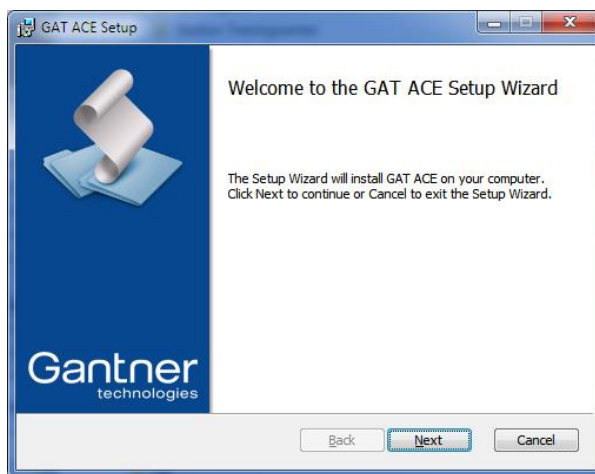 GAT ACE Setup
Welcome to the GAT ACE Setup Wizard
The Setup Wizard will install GAT ACE on your computer.
Click Next to continue or Cancel to exit the Setup Wizard.
Gantner
technologies
Back Next Cancel